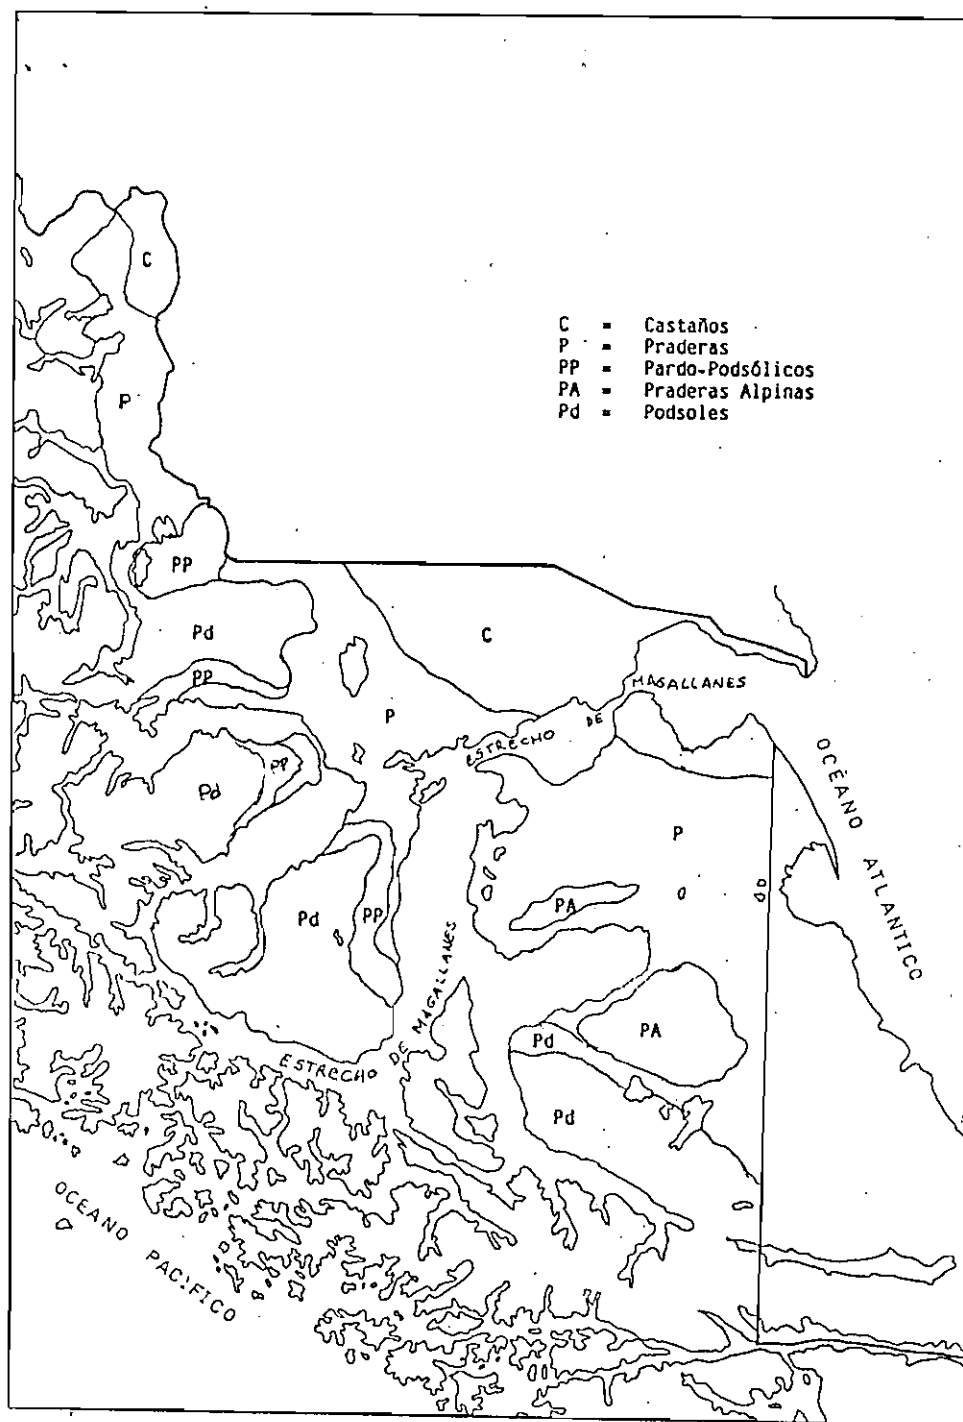 C
C = Castaños
P = Praderas
PP = Pardo-Podsólicos
PA = Praderas Alpinas
Pd = Podsoles
P
PP
Pd
C
PP
MAGALLANES
P
DE
ESTRECHO
OCÉANO ATLANTICO
PP
Pd
P
PA
Pd
PP
DE MAGALLANES
PA
Pd
ESTRECHO
Pd
OCEANO PACIFICO